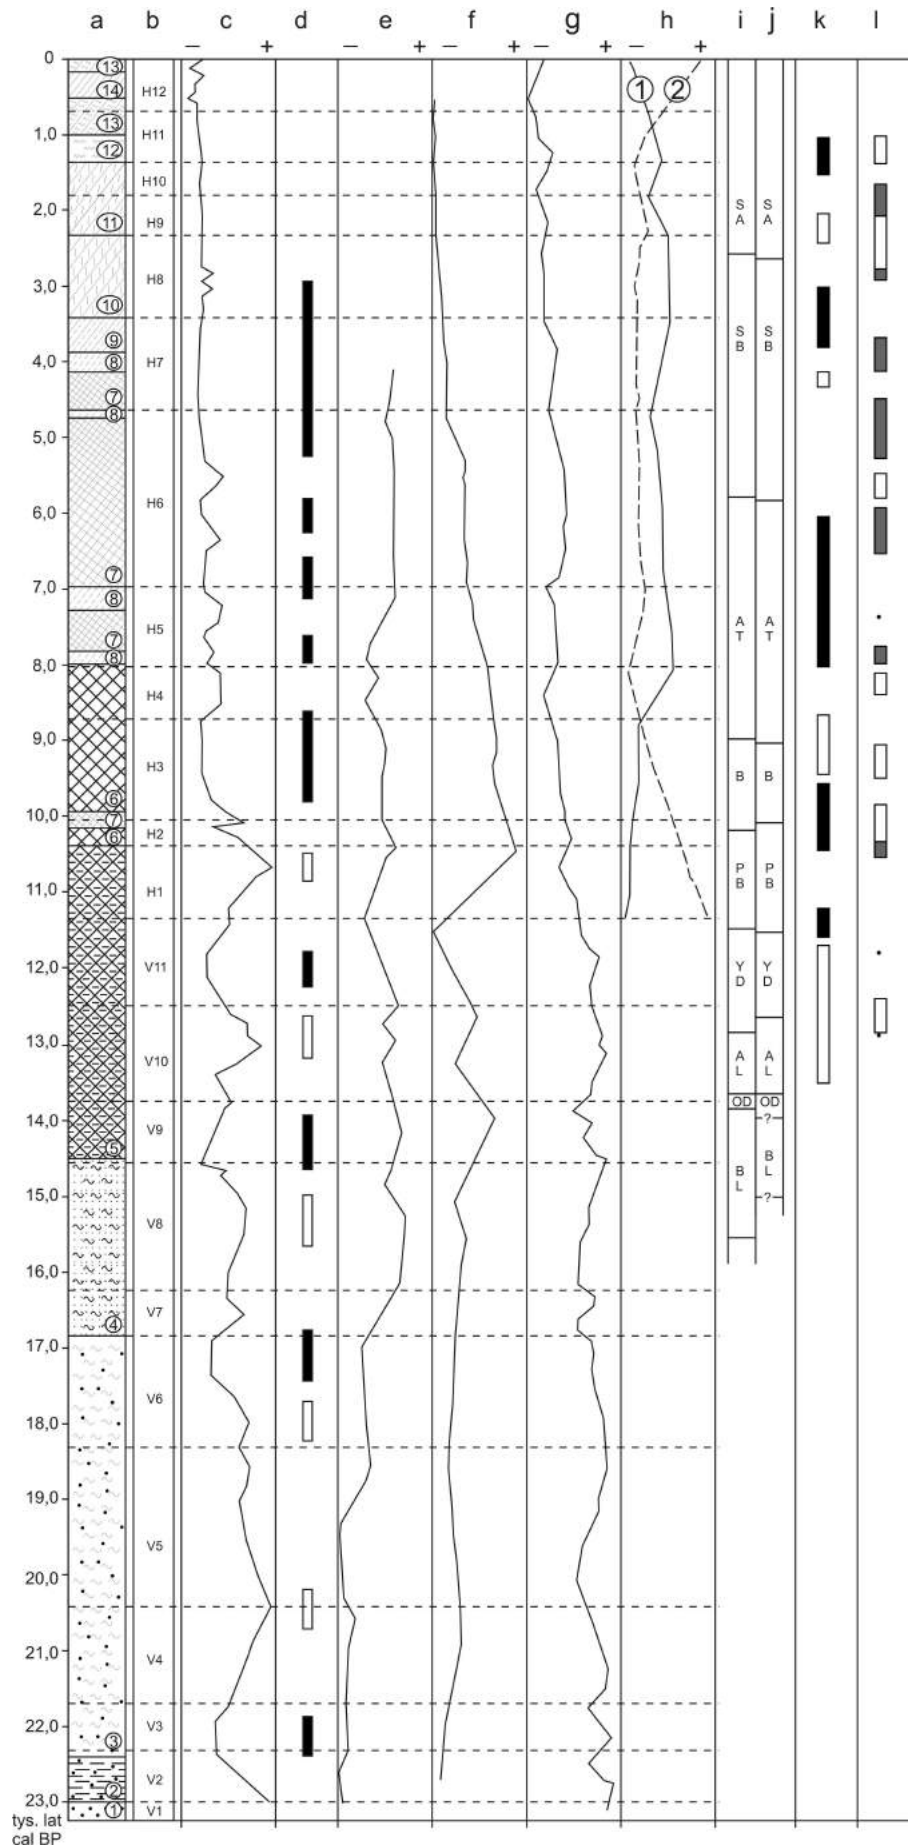 a b c d e f g h i j k l
− + − + − + − + − +
0
13
14
H12
1 2
13
1,0
H11
12
H10
2,0
11
H9
S A
S A
3,0
10
H8
9
4,0
8
H7
S B
S B
7
8
5,0
6,0
H6
7
7,0
8
H5
A T
A T
7
8
8,0
H4
9,0
H3
B
B
6
10,0
7
6
H2
P B
P B
11,0
H1
12,0
V11
Y D
Y D
13,0
V10
A L
A L
OD OD
14,0
?
V9
5
B L
B L
15,0
?
V8
16,0
V7
4
17,0
V6
18,0
19,0
V5
20,0
21,0
V4
22,0
V3
3
V2
2
23,0
1
V1
tys. lat
cal BP